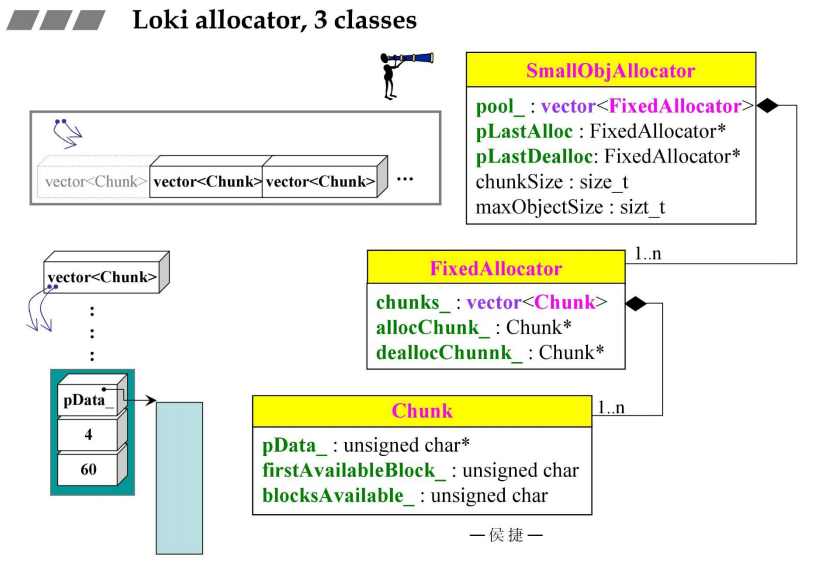 Loki allocator, 3 classes
SmallObjAllocator
pool_ : vector<FixedAllocator>
pLastAlloc : FixedAllocator*
pLastDealloc: FixedAllocator*
chunkSize : size_t
maxObjectSize : sizt_t
vector<Chunk>
vector<Chunk>
vector<Chunk>
...
1..n
FixedAllocator
chunks_ : vector<Chunk>
allocChunk_ : Chunk*
deallocChunnk_ : Chunk*
vector<Chunk>
1..n
Chunk
pData_ : unsigned char*
firstAvailableBlock_ : unsigned char
blocksAvailable_ : unsigned char
pData_
4
60
— 侯捷 —